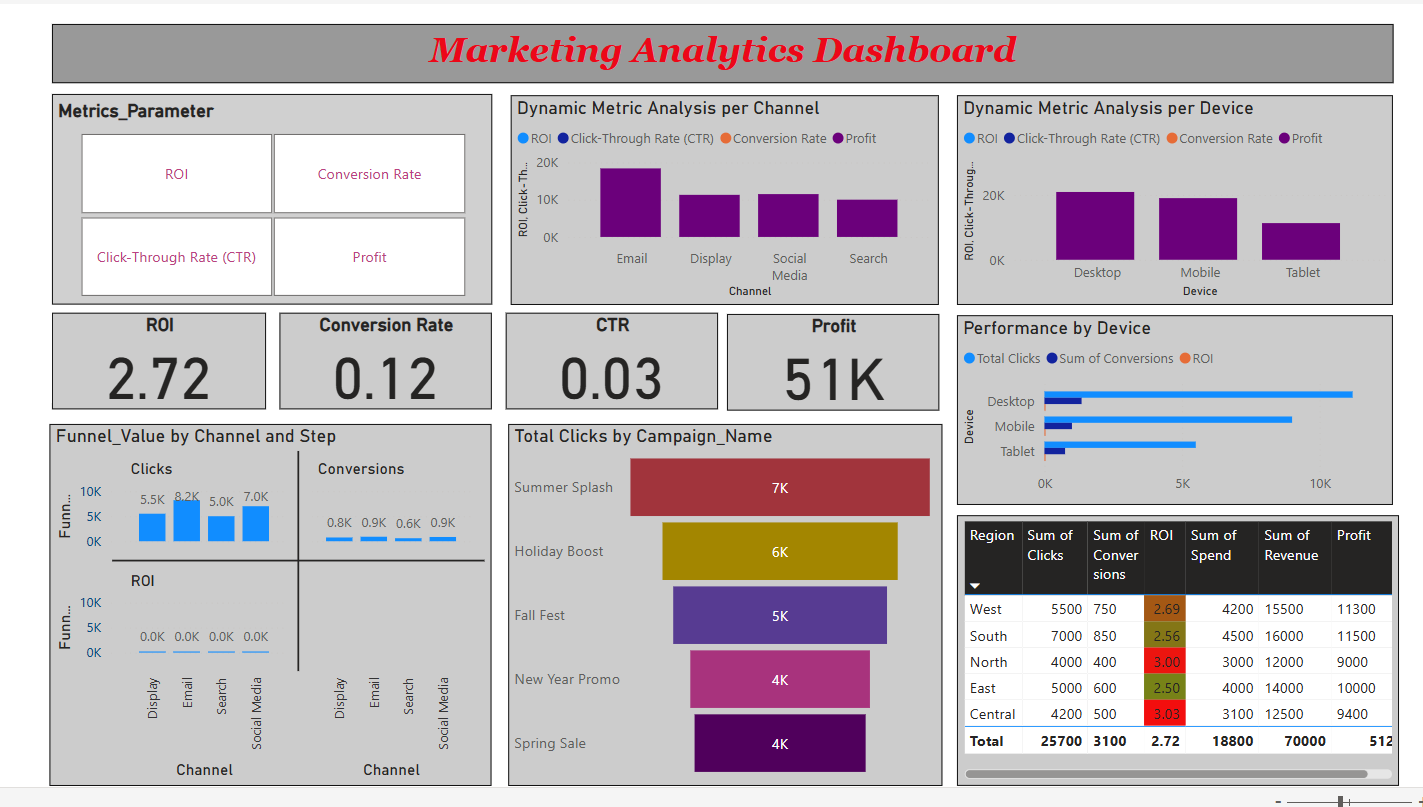 Marketing Analytics Dashboard
Metrics_Parameter
ROI
Conversion Rate
Click-Through Rate (CTR)
Profit
Dynamic Metric Analysis per Channel
ROI Click-Through Rate (CTR) Conversion Rate Profit
ROI, Click-Th...
20K
10K
0K
Email
Display
Social
Media
Search
Channel
Dynamic Metric Analysis per Device
ROI Click-Through Rate (CTR) Conversion Rate Profit
ROI, Click-Throug...
20K
0K
Desktop
Mobile
Tablet
Device
ROI
2.72
Conversion Rate
0.12
CTR
0.03
Profit
51K
Performance by Device
Total Clicks Sum of Conversions ROI
Device
Desktop
Mobile
Tablet
0K 5K 10K
Funnel_Value by Channel and Step
Clicks
Conversions
Funn...
10K
5K
0K
5.5K 8.2K 5.0K 7.0K
0.8K 0.9K 0.6K 0.9K
ROI
Funn...
10K
5K
0K
0.0K 0.0K 0.0K 0.0K
Display
Email
Search
Social Media
Display
Email
Search
Social Media
Channel
Channel
Total Clicks by Campaign_Name
Summer Splash 7K
Holiday Boost 6K
Fall Fest 5K
New Year Promo 4K
Spring Sale 4K
Region Sum of Clicks Sum of Conversions ROI Sum of Spend Sum of Revenue Profit
West 5500 750 2.69 4200 15500 11300
South 7000 850 2.56 4500 16000 11500
North 4000 400 3.00 3000 12000 9000
East 5000 600 2.50 4000 14000 10000
Central 4200 500 3.03 3100 12500 9400
Total 25700 3100 2.72 18800 70000 512